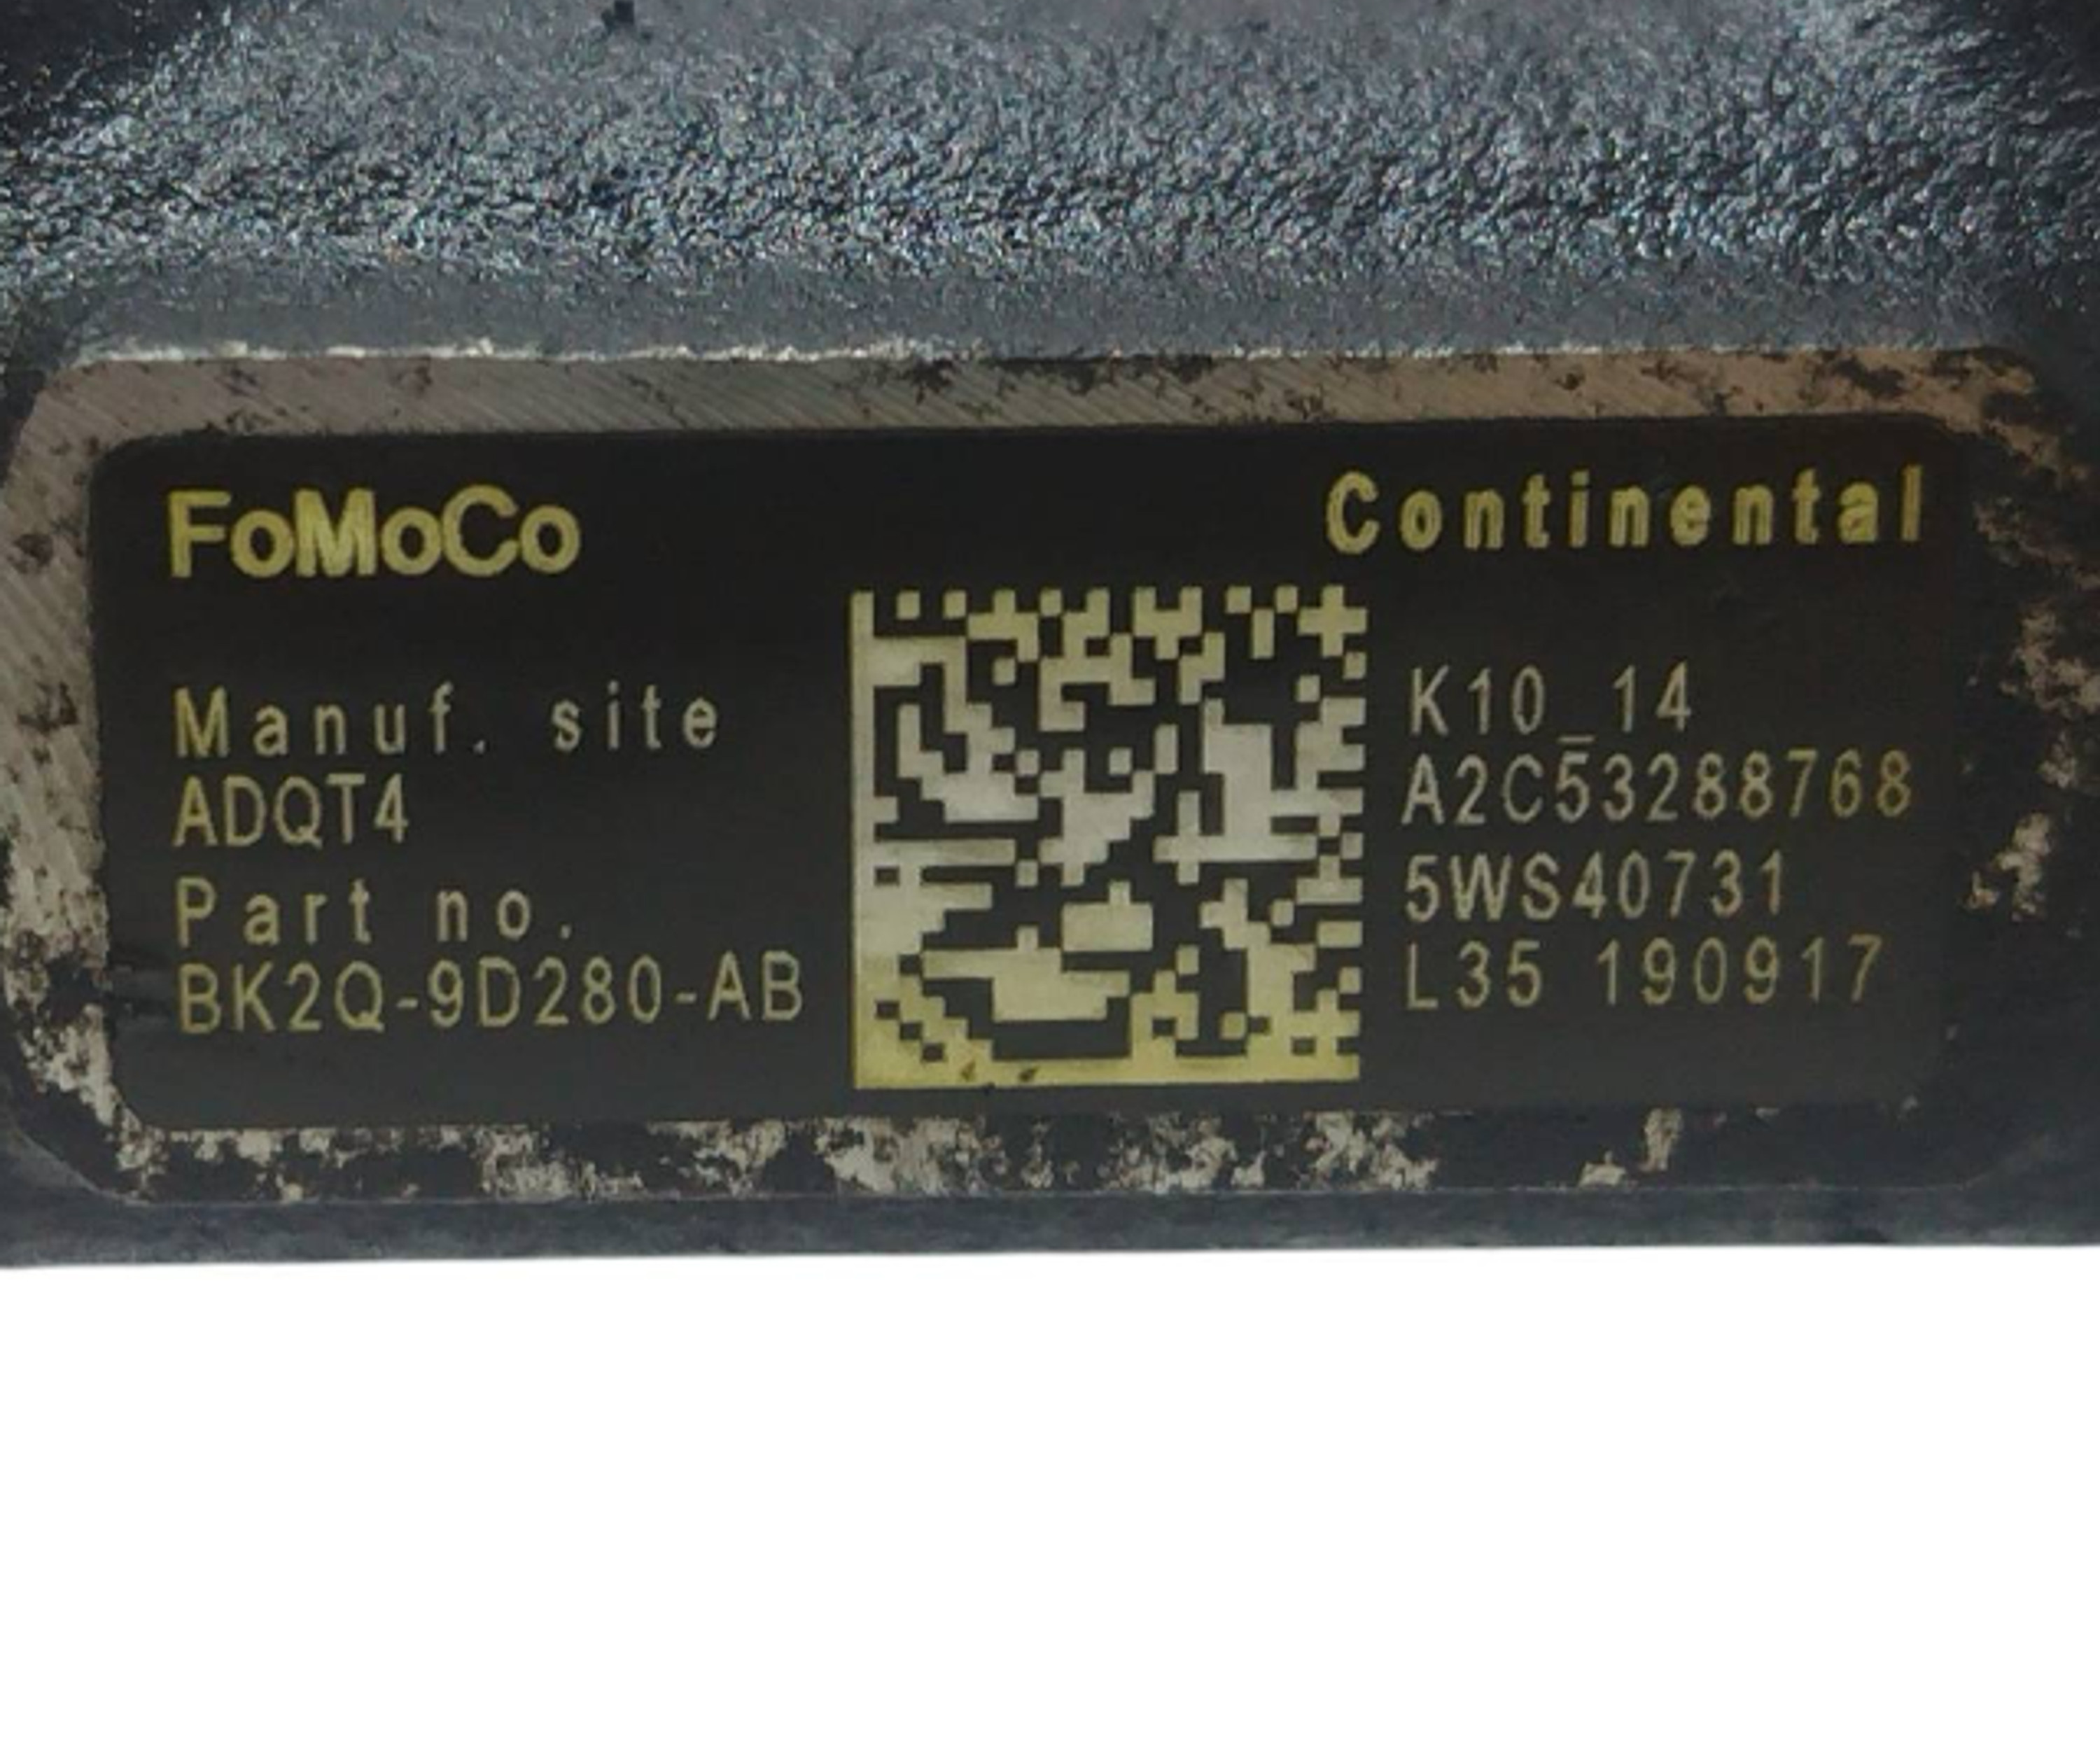 FoMoCo
Continental
Manuf. site
ADQT4
Part no.
BK2Q-9D280-AB
K10_14
A2C53288768
5WS40731
L35 190917